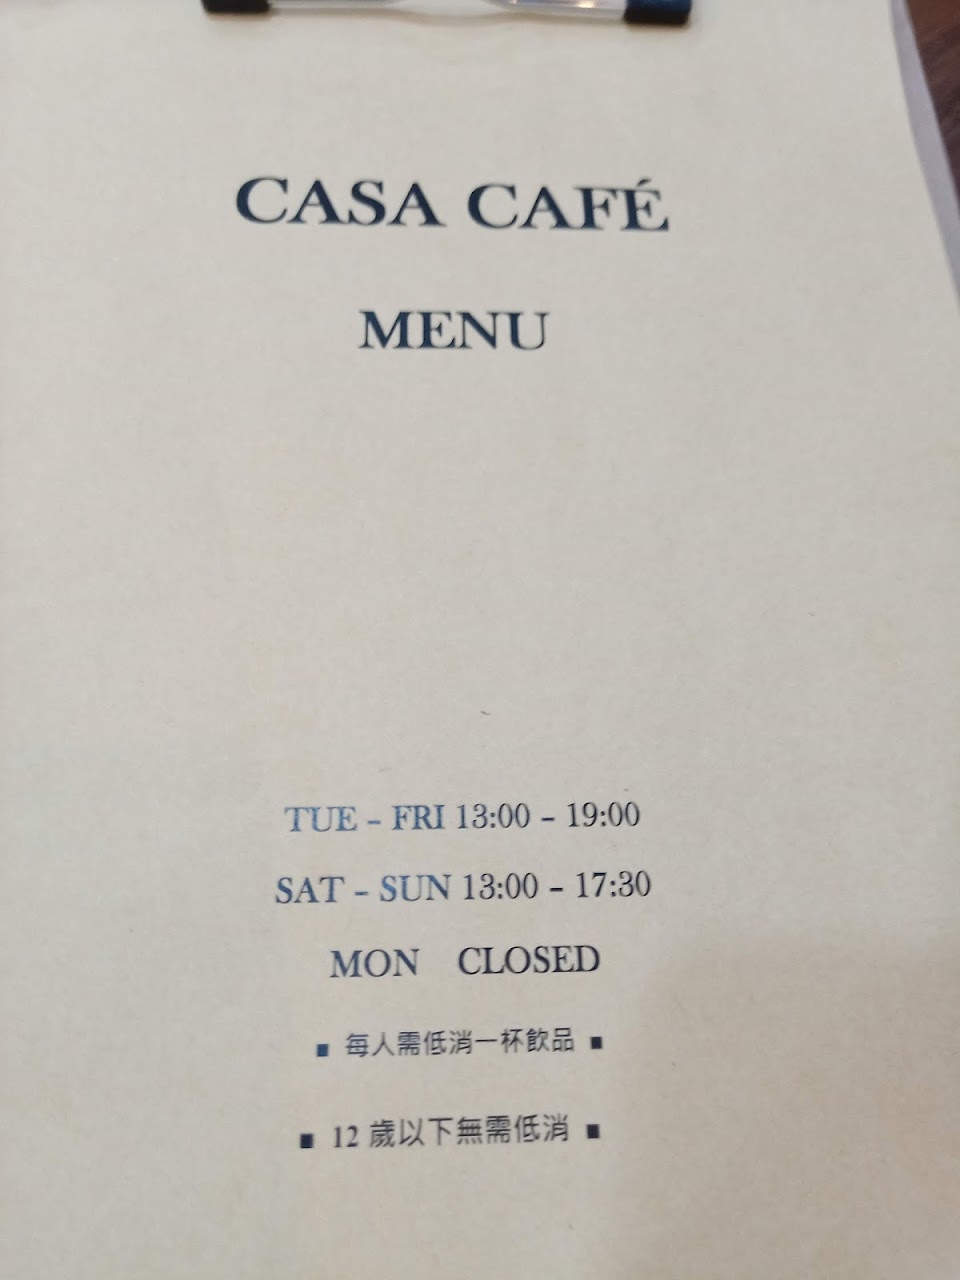 CASA CAFÉ
MENU
TUE – FRI 13:00 – 19:00
SAT – SUN 13:00 – 17:30
MON CLOSED
▪ 每人需低消一杯飲品 ▪
▪ 12 歲以下無需低消 ▪